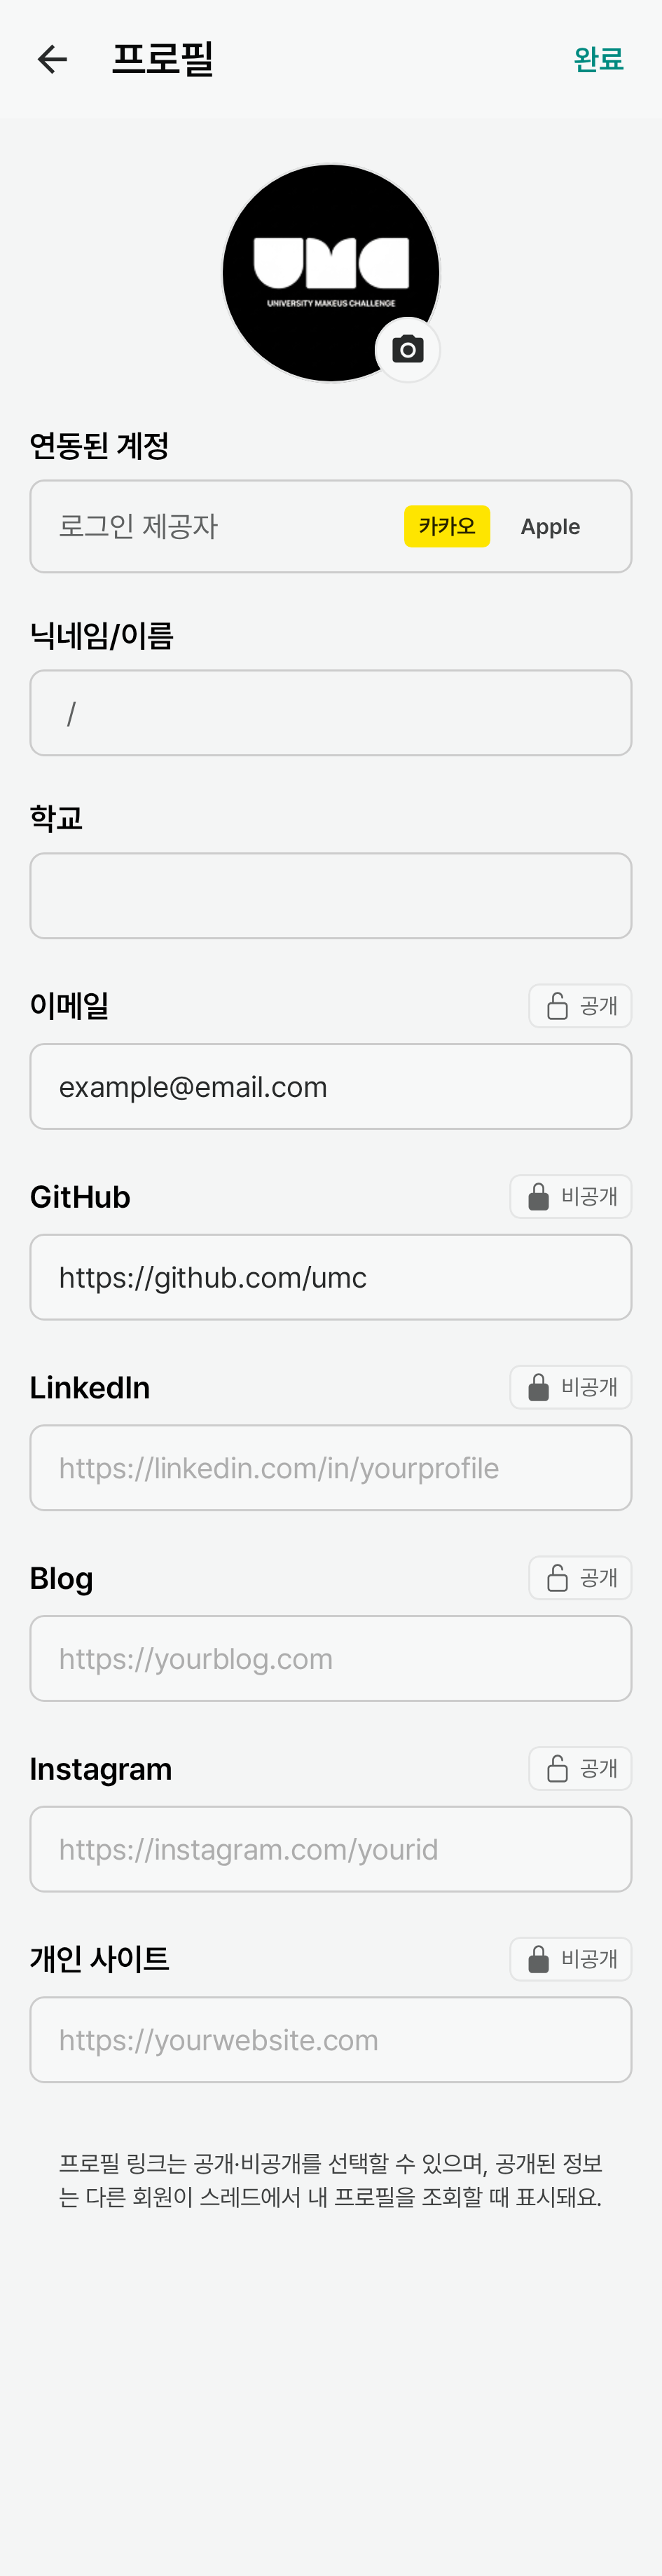 프로필
완료
UMC
UNIVERSITY MAKEUS CHALLENGE
연동된 계정
로그인 제공자 카카오 Apple
닉네임/이름
/
학교
이메일 공개
example@email.com
GitHub 비공개
https://github.com/umc
LinkedIn 비공개
https://linkedin.com/in/yourprofile
Blog 공개
https://yourblog.com
Instagram 공개
https://instagram.com/yourid
개인 사이트 비공개
https://yourwebsite.com
프로필 링크는 공개·비공개를 선택할 수 있으며, 공개된 정보
는 다른 회원이 스레드에서 내 프로필을 조회할 때 표시돼요.